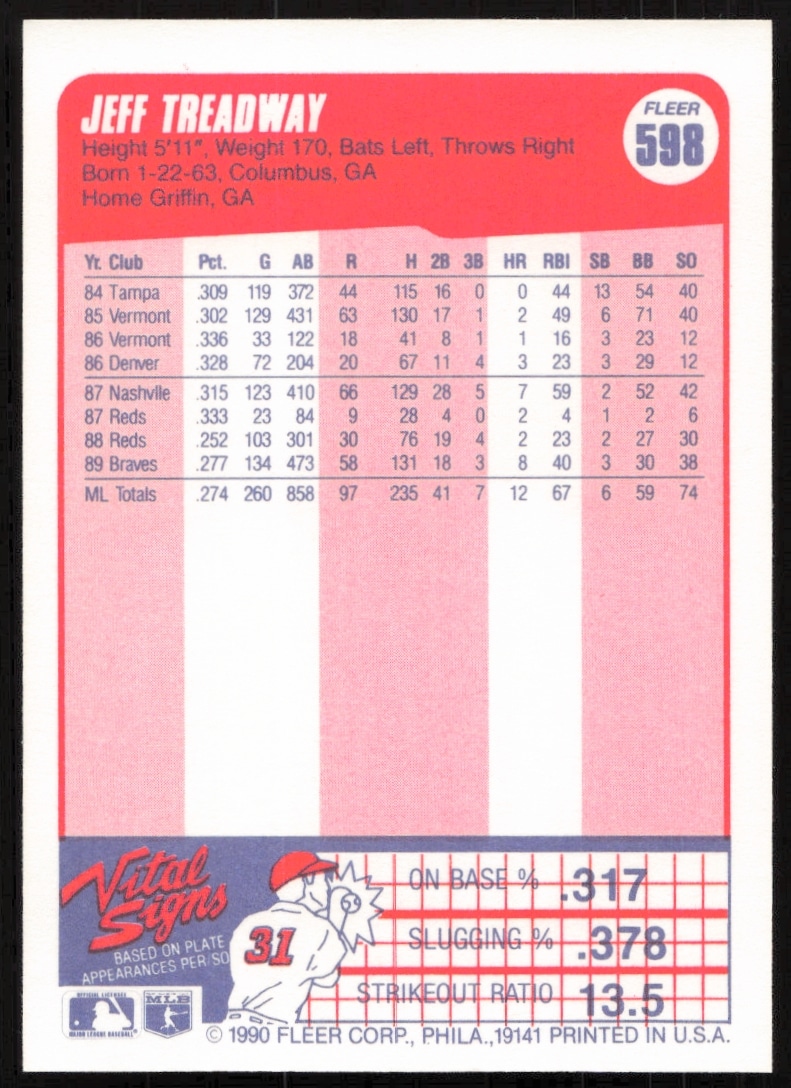 JEFF TREADWAY
FLEER
598
Height 5'11", Weight 170, Bats Left, Throws Right
Born 1-22-63, Columbus, GA
Home Griffin, GA
Yr. Club Pct. G AB R H 2B 3B HR RBI SB BB SO
84 Tampa .309 119 372 44 115 16 0 0 44 13 54 40
85 Vermont .302 129 431 63 130 17 1 2 49 6 71 40
86 Vermont .336 33 122 18 41 8 1 1 16 3 23 12
86 Denver .328 72 204 20 67 11 4 3 23 3 29 12
87 Nashvlle .315 123 410 66 129 28 5 7 59 2 52 42
87 Reds .333 23 84 9 28 4 0 2 4 1 2 6
88 Reds .252 103 301 30 76 19 4 2 23 2 27 30
89 Braves .277 134 473 58 131 18 3 8 40 3 30 38
ML Totals .274 260 858 97 235 41 7 12 67 6 59 74
Vital
Signs
BASED ON PLATE
APPEARANCES PER/SO
31
ON BASE % .317
SLUGGING % .378
STRIKEOUT RATIO 13.5
OFFICIAL LICENSEE
MAJOR LEAGUE BASEBALL
MLB
© 1990 FLEER CORP., PHILA.,19141 PRINTED IN U.S.A.